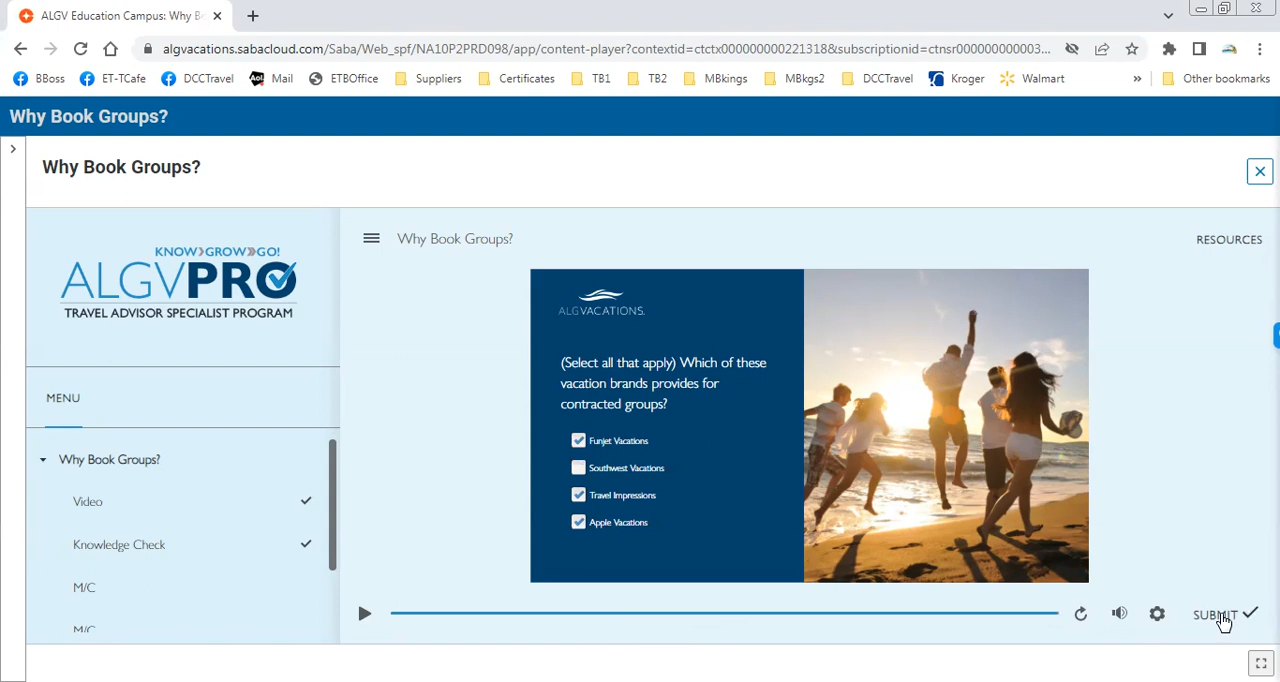 ALGV Education Campus: Why B
algvacations.sabacloud.com/Saba/Web_spf/NA10P2PRD098/app/content-player?contextid=ctctx000000000221318&subscriptionid=ctnsr000000000003...
BBoss ET-TCafe DCCTravel Aol. Mail ETBOffice Suppliers Certificates TB1 TB2 MBkings MBkgs2 DCCTravel Kroger Walmart » Other bookmarks
Why Book Groups?
Why Book Groups?
KNOW GROW GO!
ALGVPRO
TRAVEL ADVISOR SPECIALIST PROGRAM
MENU
Why Book Groups?
Video
Knowledge Check
M/C
M/C
Why Book Groups?
RESOURCES
ALGVACATIONS.
(Select all that apply) Which of these
vacation brands provides for
contracted groups?
Funjet Vacations
Southwest Vacations
Travel Impressions
Apple Vacations
SUBMIT